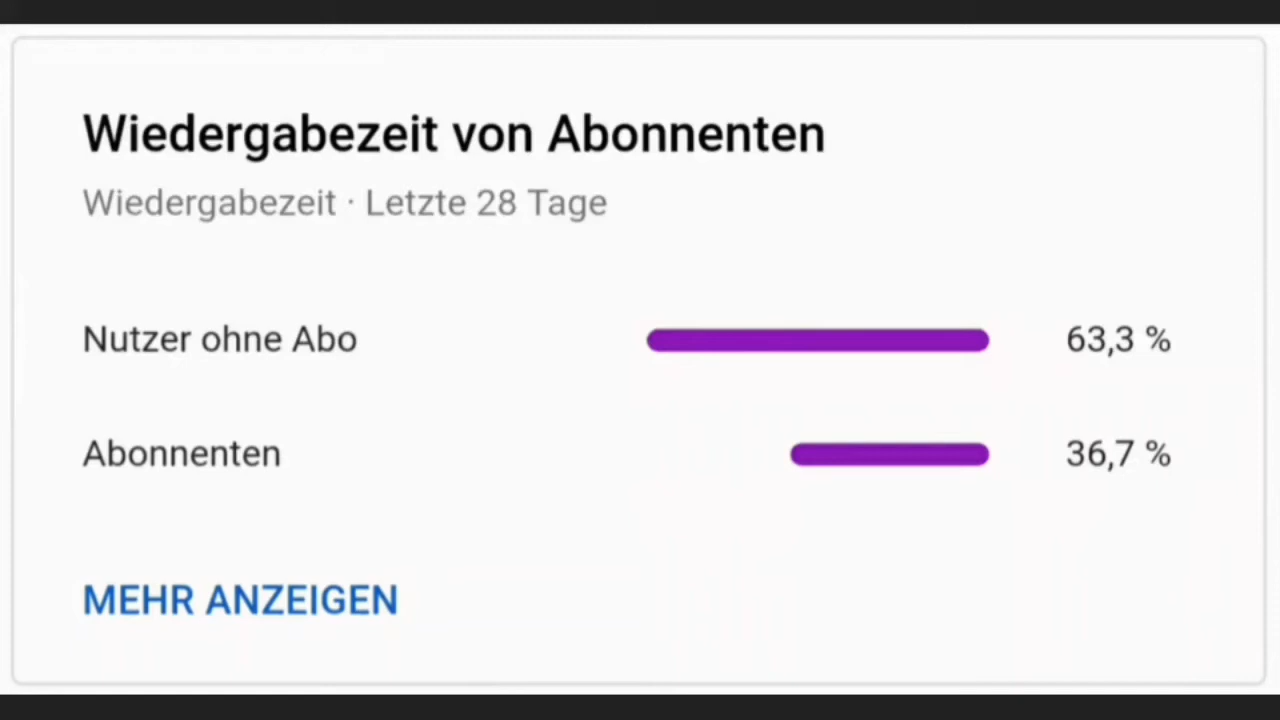 Wiedergabezeit von Abonnenten
Wiedergabezeit · Letzte 28 Tage
Nutzer ohne Abo 63,3 %
Abonnenten 36,7 %
MEHR ANZEIGEN